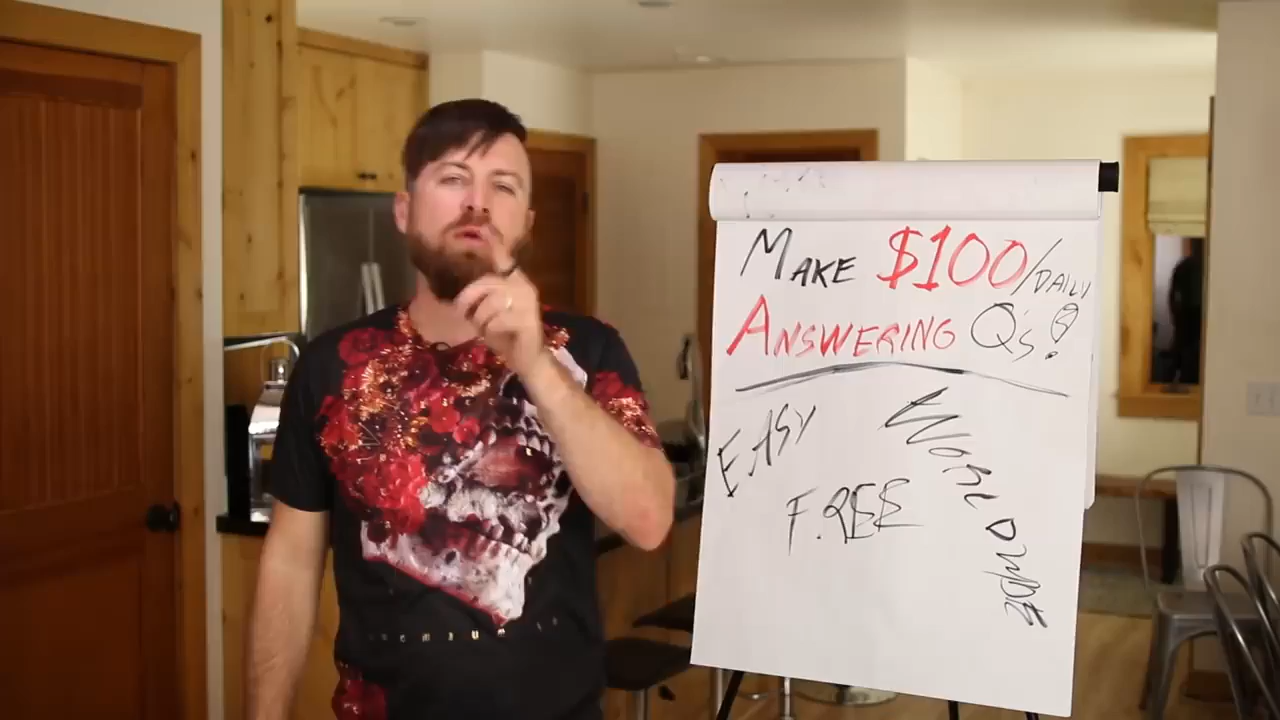 MAKE $100/DAILY
ANSWERING Q's!
EASY
WORLDWIDE
FREE